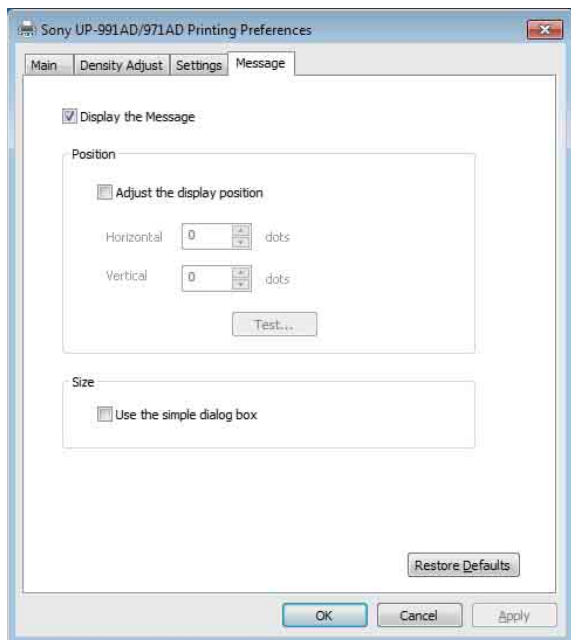 Sony UP-991AD/971AD Printing Preferences
Main Density Adjust Settings Message
Display the Message
Position
Adjust the display position
Horizontal 0 dots
Vertical 0 dots
Test...
Size
Use the simple dialog box
Restore Defaults
OK Cancel Apply